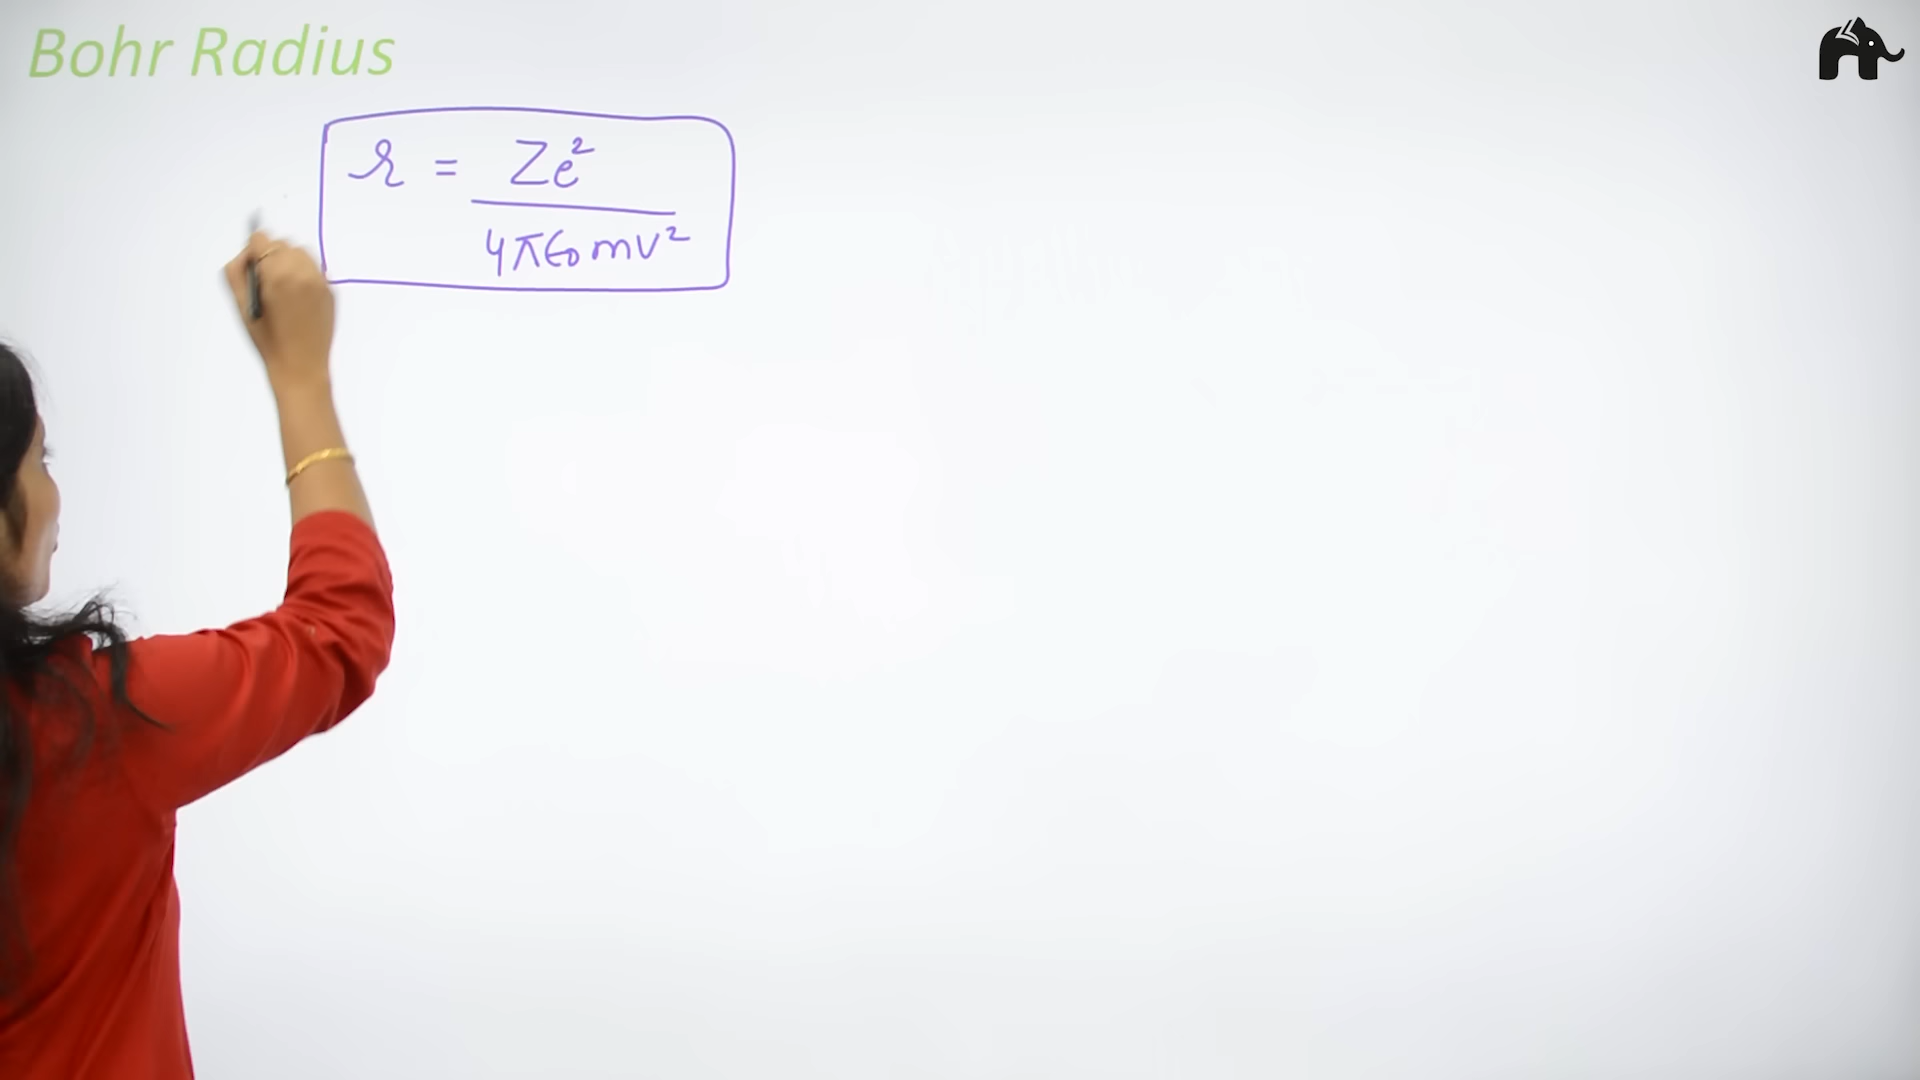 Bohr Radius
r = Ze²
4πϵ₀mv²